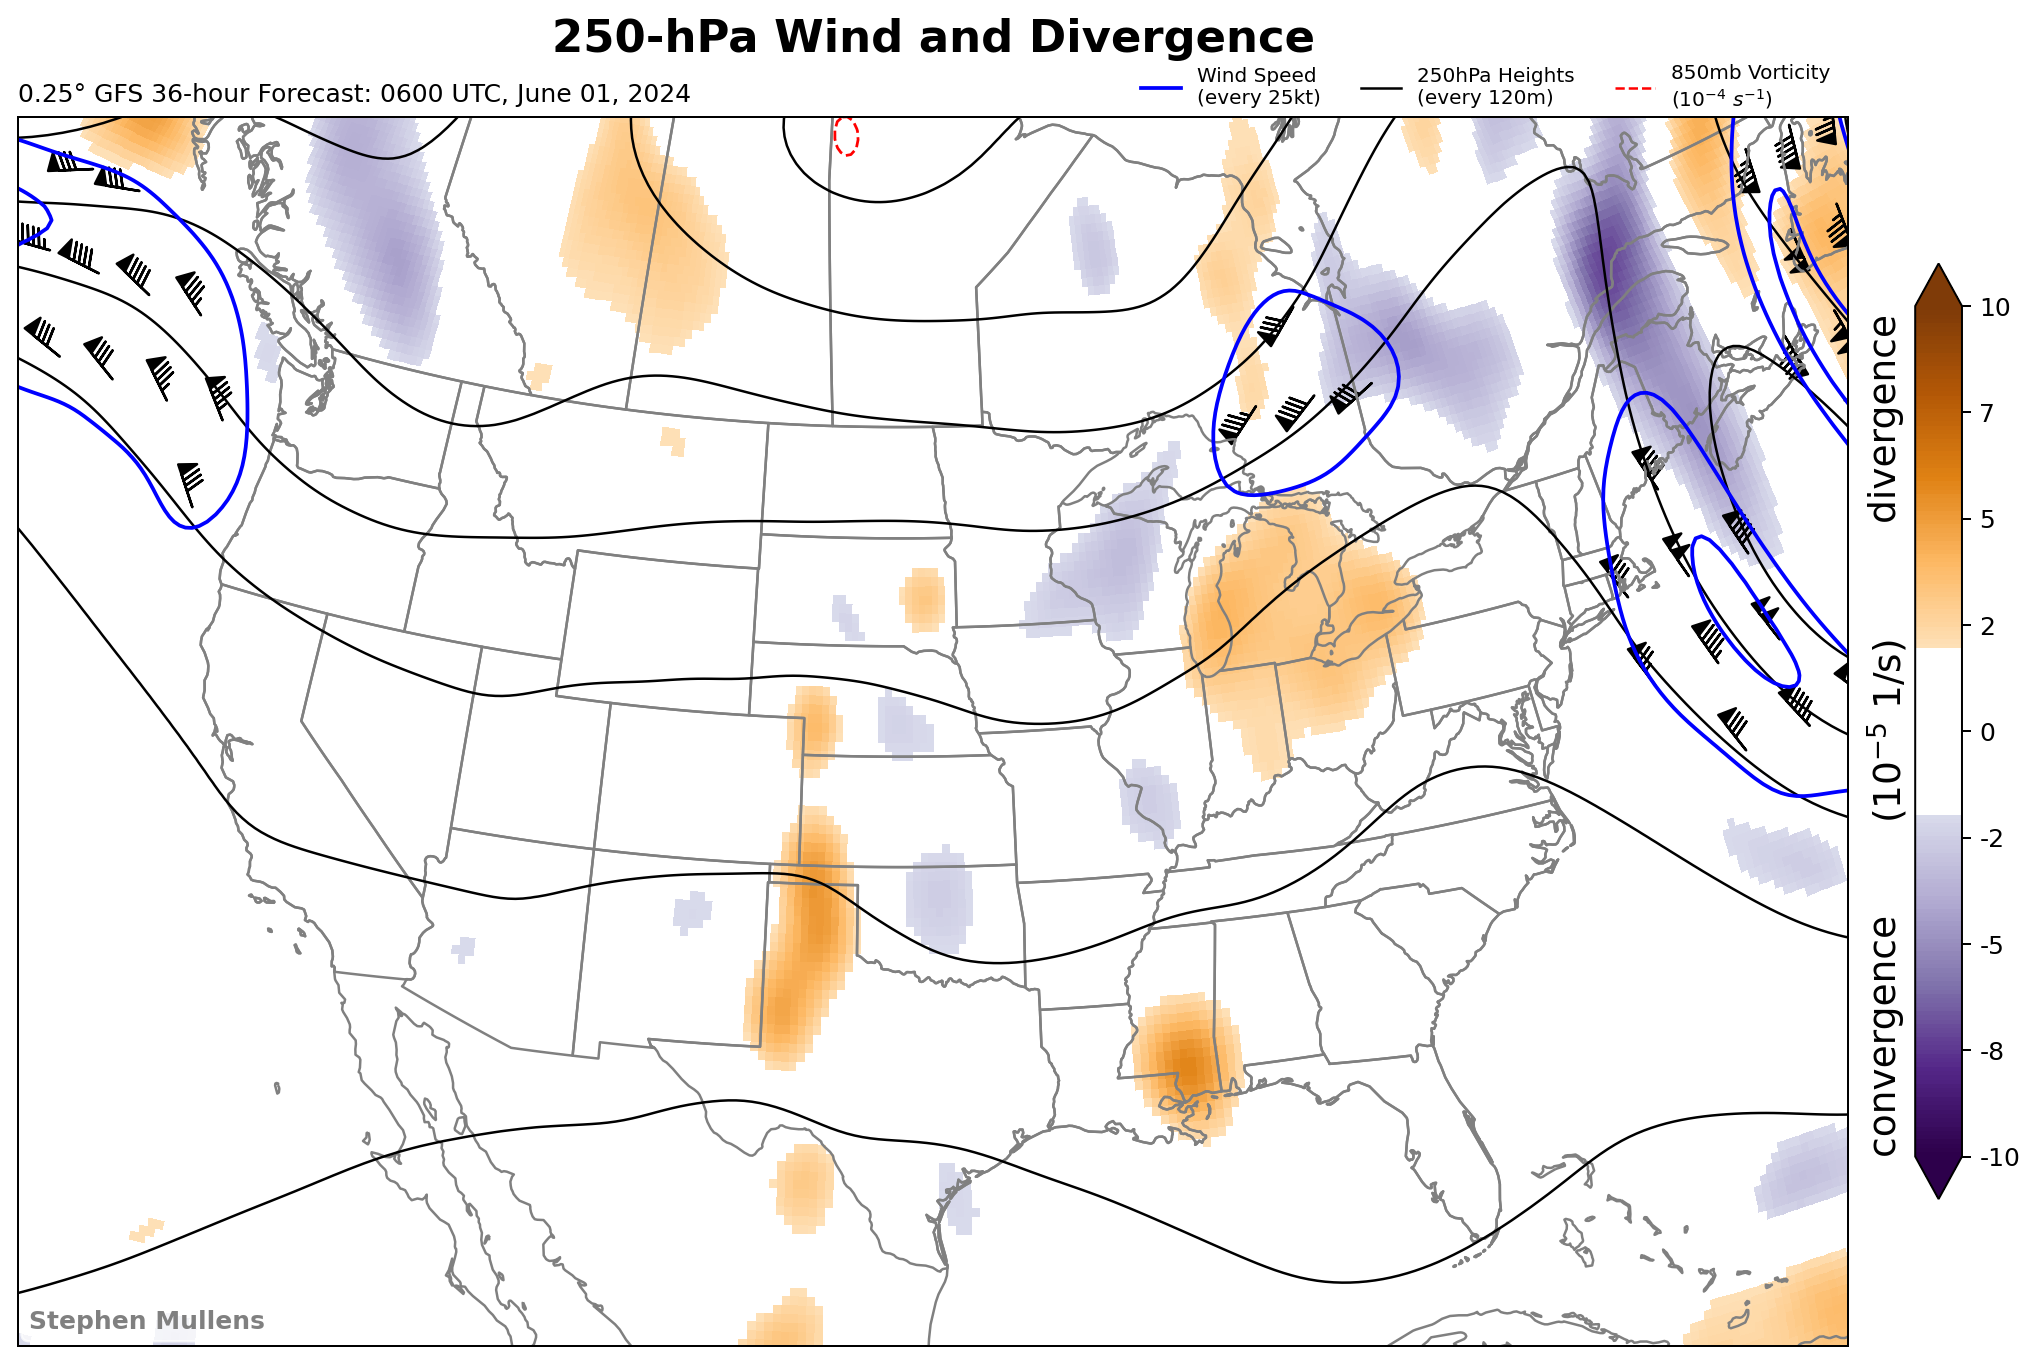 250-hPa Wind and Divergence
0.25° GFS 36-hour Forecast: 0600 UTC, June 01, 2024
Wind Speed
(every 25kt)
250hPa Heights
(every 120m)
850mb Vorticity
(10⁻⁴ s⁻¹)
10
7
5
2
0
-2
-5
-8
-10
convergence (10⁻⁵ 1/s) divergence
Stephen Mullens